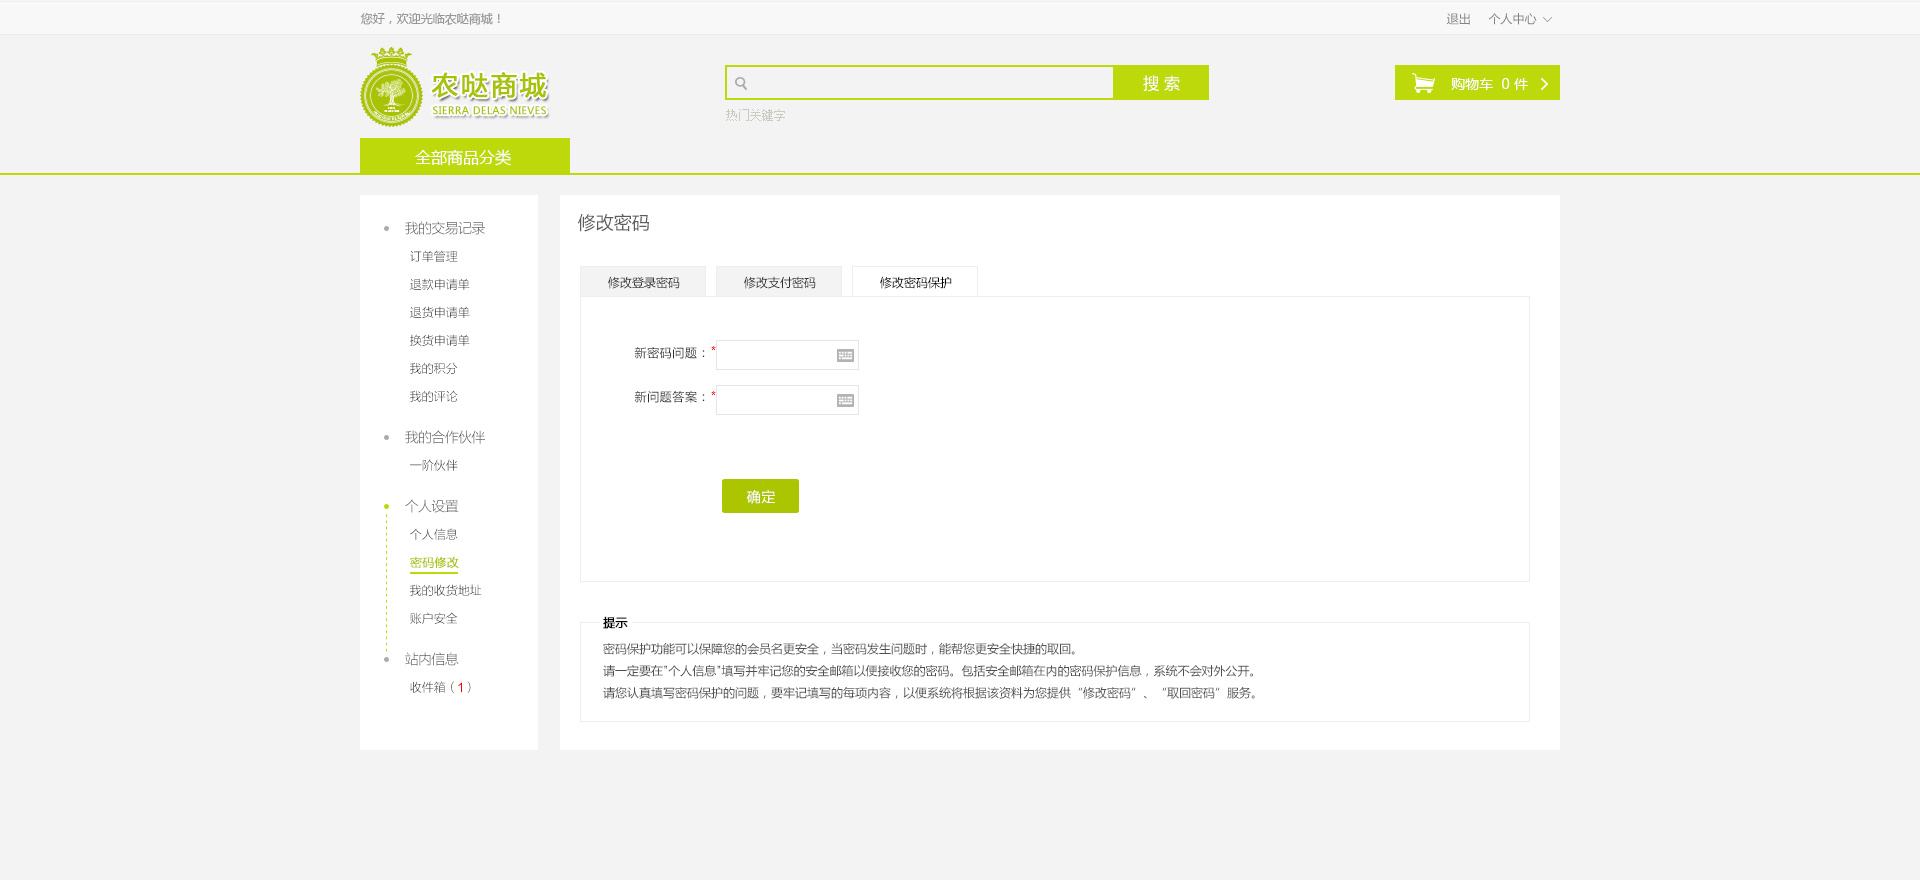 您好，欢迎光临农哒商城！
退出 个人中心
农哒商城
SIERRA DELAS NIEVES
搜 索
购物车 0 件
热门关键字
全部商品分类
我的交易记录
订单管理
退款申请单
退货申请单
换货申请单
我的积分
我的评论
我的合作伙伴
一阶伙伴
个人设置
个人信息
密码修改
我的收货地址
账户安全
站内信息
收件箱（1）
修改密码
修改登录密码 修改支付密码 修改密码保护
新密码问题：*
新问题答案：*
确定
提示
密码保护功能可以保障您的会员名更安全，当密码发生问题时，能帮您更安全快捷的取回。
请一定要在"个人信息"填写并牢记您的安全邮箱以便接收您的密码。包括安全邮箱在内的密码保护信息，系统不会对外公开。
请您认真填写密码保护的问题，要牢记填写的每项内容，以便系统将根据该资料为您提供“修改密码”、“取回密码”服务。